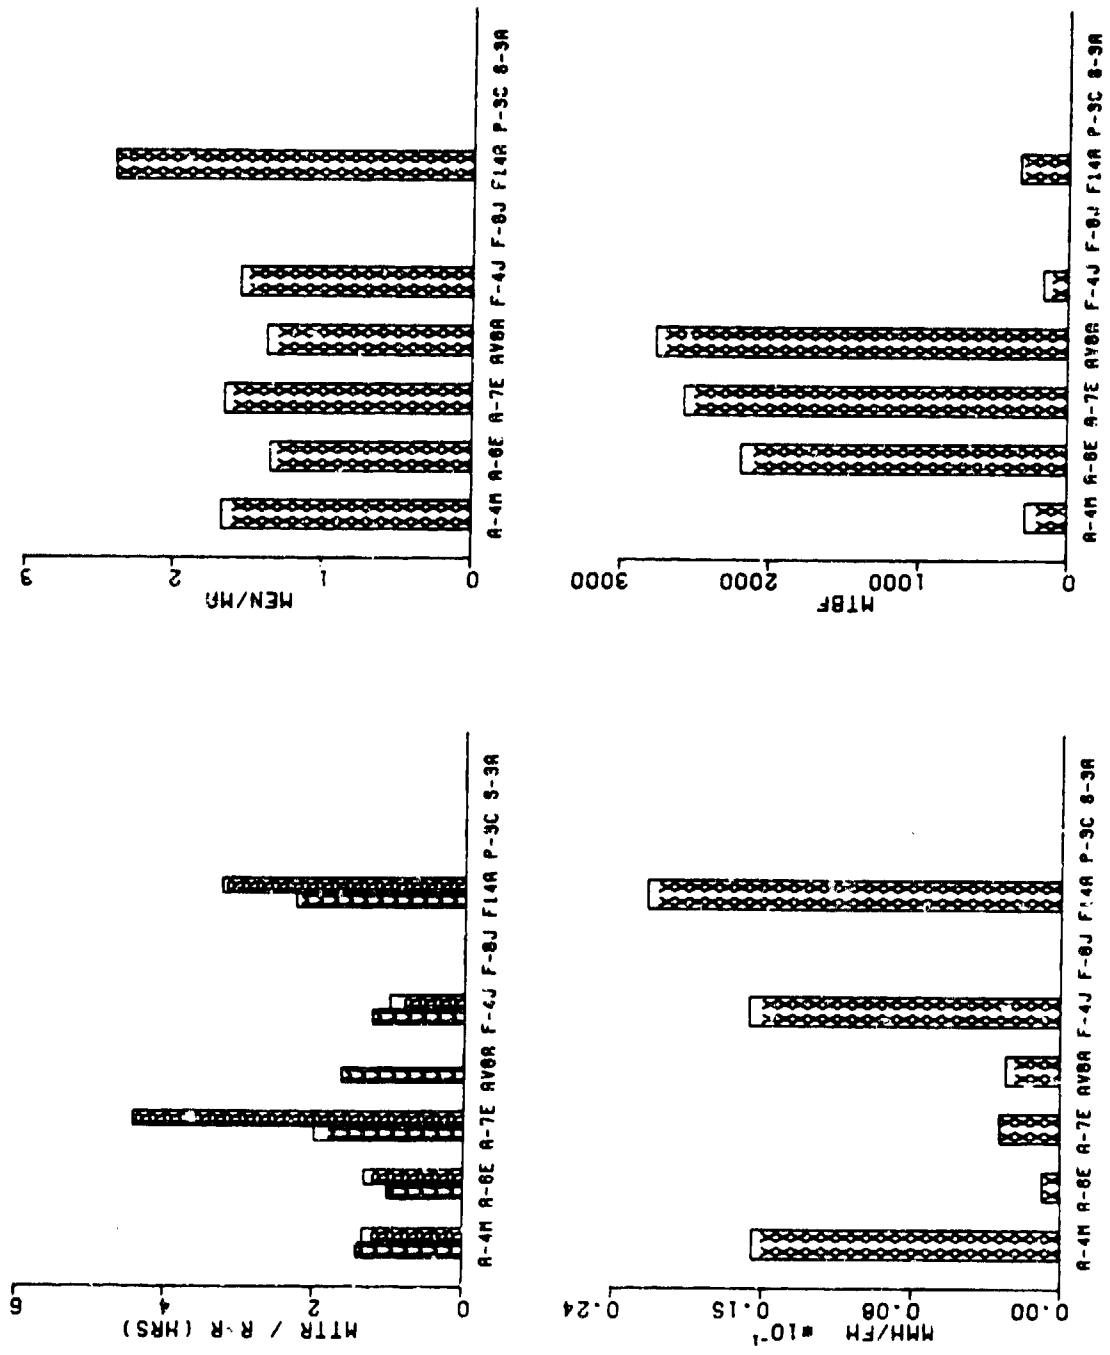 6
4
2
0
MTTR / R R (HRS)
A-4M A-6E A-7E AV8A F-4J F-8J F14A P-3C S-3A
3
2
1
0
MEN/MA
A-4M A-6E A-7E AV8A F-4J F-8J F14A P-3C S-3A
0.24
0.15
0.08
0.00
MMH/FH *10⁻¹
A-4M A-6E A-7E AV8A F-4J F-8J F14A P-3C S-3A
3000
2000
1000
0
MTBF
A-4M A-6E A-7E AV8A F-4J F-8J F14A P-3C S-3A